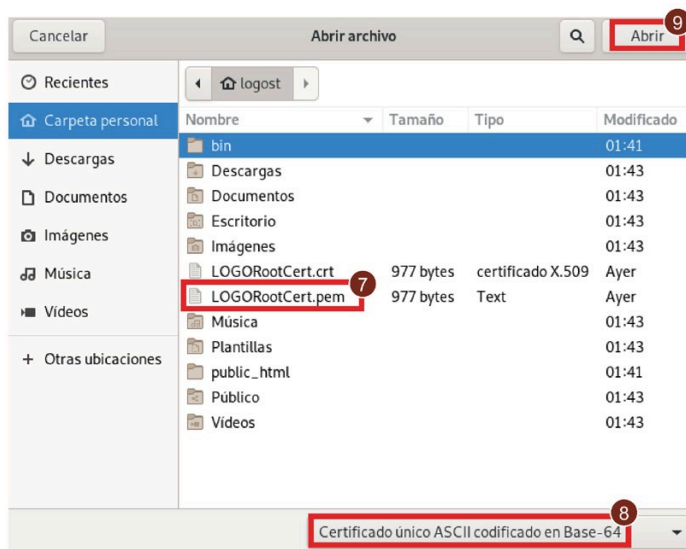 Cancelar Abrir archivo Abrir 9
Recientes
Carpeta personal
Descargas
Documentos
Imágenes
Música
Vídeos
+ Otras ubicaciones
logost
Nombre Tamaño Tipo Modificado
bin 01:41
Descargas 01:43
Documentos 01:43
Escritorio 01:43
Imágenes 01:43
LOGORootCert.crt 977 bytes certificado X.509 Ayer
LOGORootCert.pem 7 977 bytes Text Ayer
Música 01:43
Plantillas 01:43
public_html 01:41
Público 01:43
Vídeos 01:43
8
Certificado único ASCII codificado en Base-64